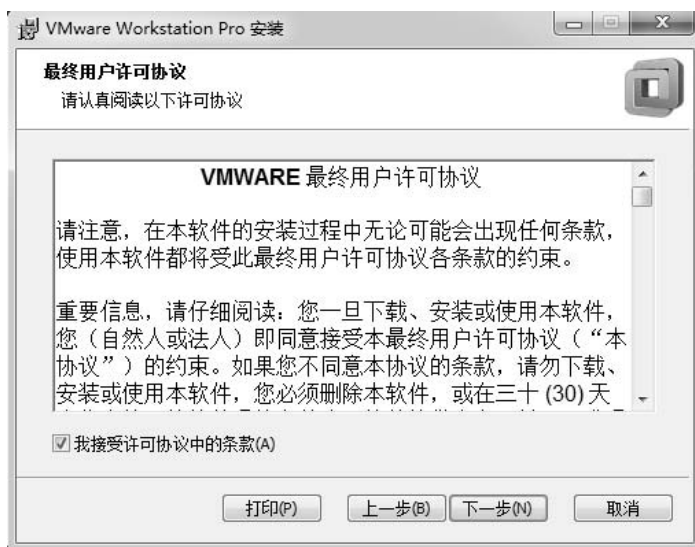 VMware Workstation Pro 安装
最终用户许可协议
请认真阅读以下许可协议
VMWARE 最终用户许可协议
请注意，在本软件的安装过程中无论可能会出现任何条款，
使用本软件都将受此最终用户许可协议各条款的约束。
重要信息，请仔细阅读：您一旦下载、安装或使用本软件，
您（自然人或法人）即同意接受本最终用户许可协议（“本
协议”）的约束。如果您不同意本协议的条款，请勿下载、
安装或使用本软件，您必须删除本软件，或在三十 (30) 天
我接受许可协议中的条款(A)
打印(P) 上一步(B) 下一步(N) 取消